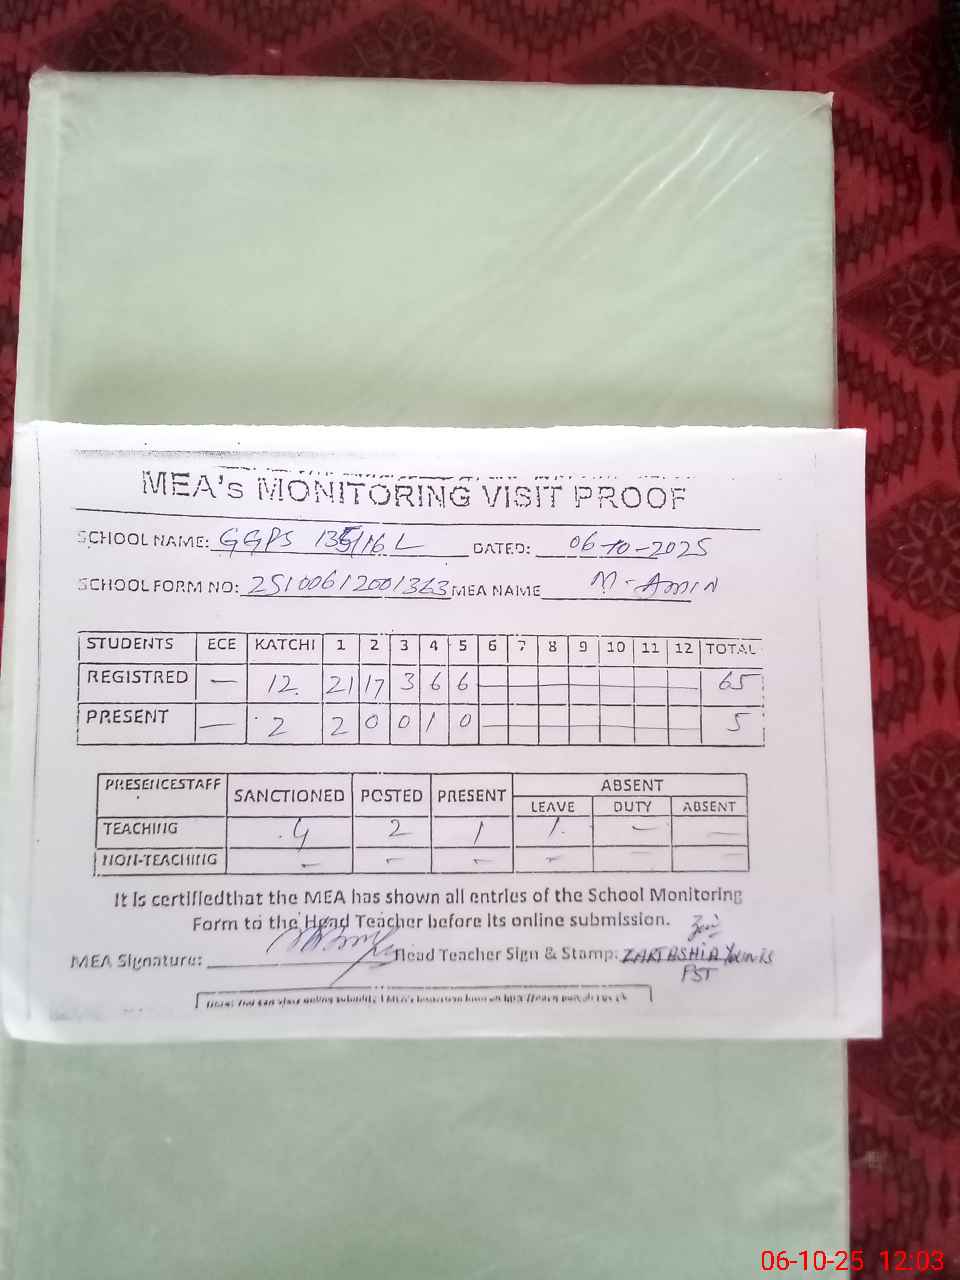 MEA's MONITORING VISIT PROOF
SCHOOL NAME: GGPS 135/16 L DATED: 06-10-2025
SCHOOL FORM NO: 25100612001363 MEA NAME M-Amin
STUDENTS ECE KATCHI 1 2 3 4 5 6 7 8 9 10 11 12 TOTAL
REGISTRED — 12 21 17 3 6 6 65
PRESENT — 2 2 0 0 1 0 5
PRESENCESTAFF SANCTIONED POSTED PRESENT ABSENT
LEAVE DUTY ABSENT
TEACHING 4 2 1 1 — —
NON-TEACHING - - - - - -
It is certifiedthat the MEA has shown all entries of the School Monitoring
Form to the Head Teacher before its online submission.
MEA Signature: Head Teacher Sign & Stamp: ZARTASHIA Younis
PST
06-10-25 12:03